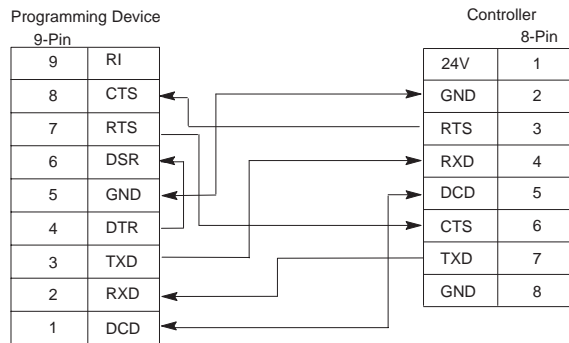 Programming Device
9-Pin
9 RI
8 CTS
7 RTS
6 DSR
5 GND
4 DTR
3 TXD
2 RXD
1 DCD
Controller
8-Pin
24V 1
GND 2
RTS 3
RXD 4
DCD 5
CTS 6
TXD 7
GND 8